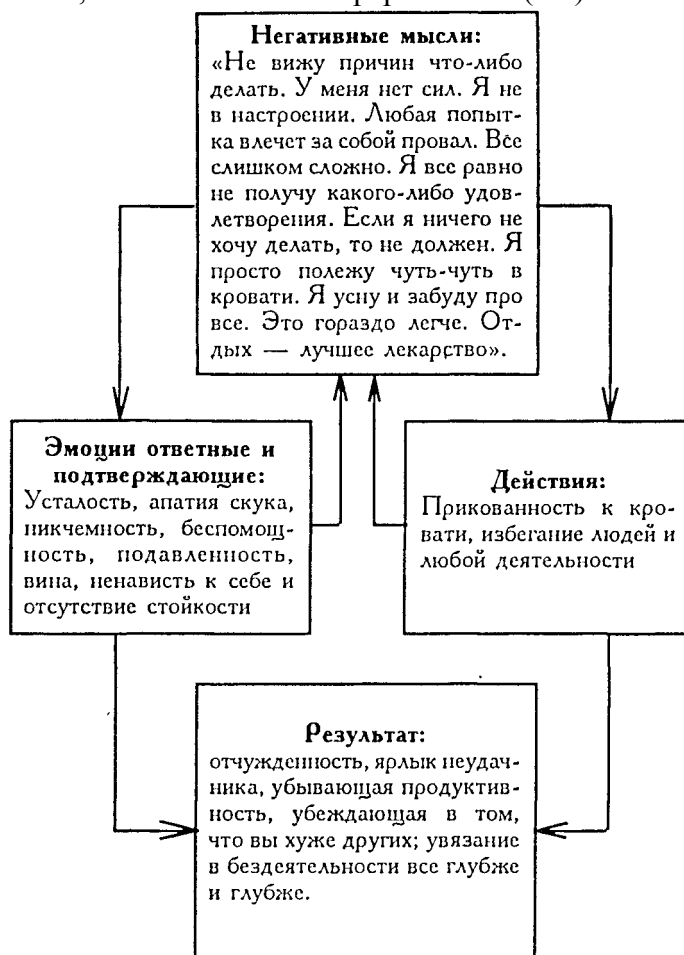 Негативные мысли:
«Не вижу причин что-либо
делать. У меня нет сил. Я не
в настроении. Любая попыт-
ка влечет за собой провал. Все
слишком сложно. Я все равно
не получу какого-либо удов-
летворения. Если я ничего не
хочу делать, то не должен. Я
просто полежу чуть-чуть в
кровати. Я усну и забуду про
все. Это гораздо легче. От-
дых — лучшее лекарство».
Эмоции ответные и
подтверждающие:
Усталость, апатия скука,
никчемность, беспомощ-
ность, подавленность,
вина, ненависть к себе и
отсутствие стойкости
Действия:
Прикованность к кро-
вати, избегание людей и
любой деятельности
Результат:
отчужденность, ярлык неудач-
ника, убывающая продуктив-
ность, убеждающая в том,
что вы хуже других; увязание
в бездеятельности все глубже
и глубже.